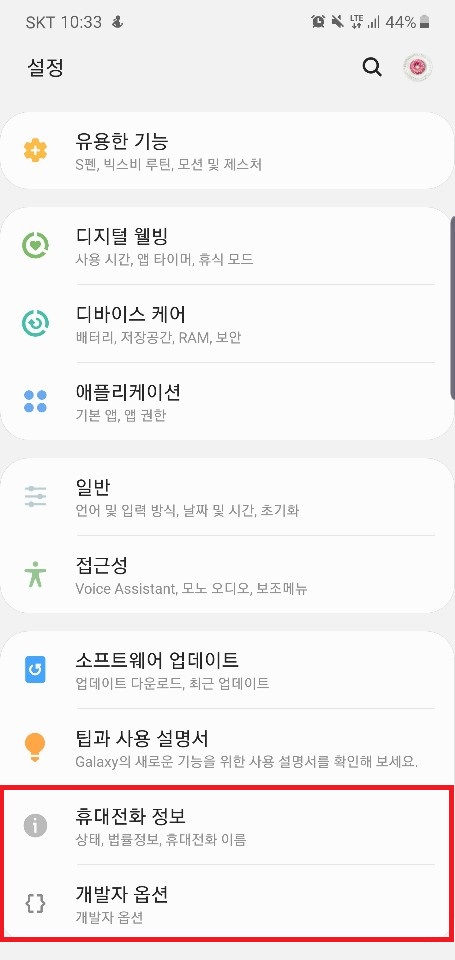 SKT 10:33 LTE 44%
설정
유용한 기능
S펜, 빅스비 루틴, 모션 및 제스처
디지털 웰빙
사용 시간, 앱 타이머, 휴식 모드
디바이스 케어
배터리, 저장공간, RAM, 보안
애플리케이션
기본 앱, 앱 권한
일반
언어 및 입력 방식, 날짜 및 시간, 초기화
접근성
Voice Assistant, 모노 오디오, 보조메뉴
소프트웨어 업데이트
업데이트 다운로드, 최근 업데이트
팁과 사용 설명서
Galaxy의 새로운 기능을 위한 사용 설명서를 확인해 보세요.
휴대전화 정보
상태, 법률정보, 휴대전화 이름
개발자 옵션
개발자 옵션